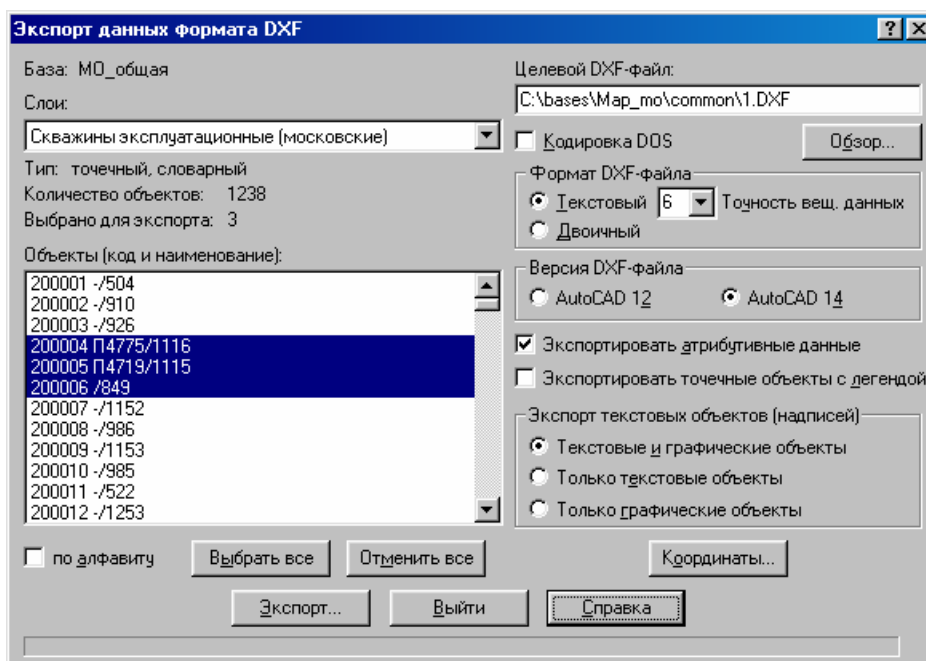 Экспорт данных формата DXF
База: МО_общая
Слои:
Скважины эксплуатационные (московские)
Тип: точечный, словарный
Количество объектов: 1238
Выбрано для экспорта: 3
Объекты (код и наименование):
200001 -/504
200002 -/910
200003 -/926
200004 П4775/1116
200005 П4719/1115
200006 /849
200007 -/1152
200008 -/986
200009 -/1153
200010 -/985
200011 -/522
200012 -/1253
по алфавиту
Выбрать все
Отменить все
Целевой DXF-файл:
C:\bases\Map_mo\common\1.DXF
Кодировка DOS
Обзор...
Формат DXF-файла
Текстовый 6 Точность вещ. данных
Двоичный
Версия DXF-файла
AutoCAD 12 AutoCAD 14
Экспортировать атрибутивные данные
Экспортировать точечные объекты с легендой
Экспорт текстовых объектов (надписей)
Текстовые и графические объекты
Только текстовые объекты
Только графические объекты
Координаты...
Экспорт...
Выйти
Справка